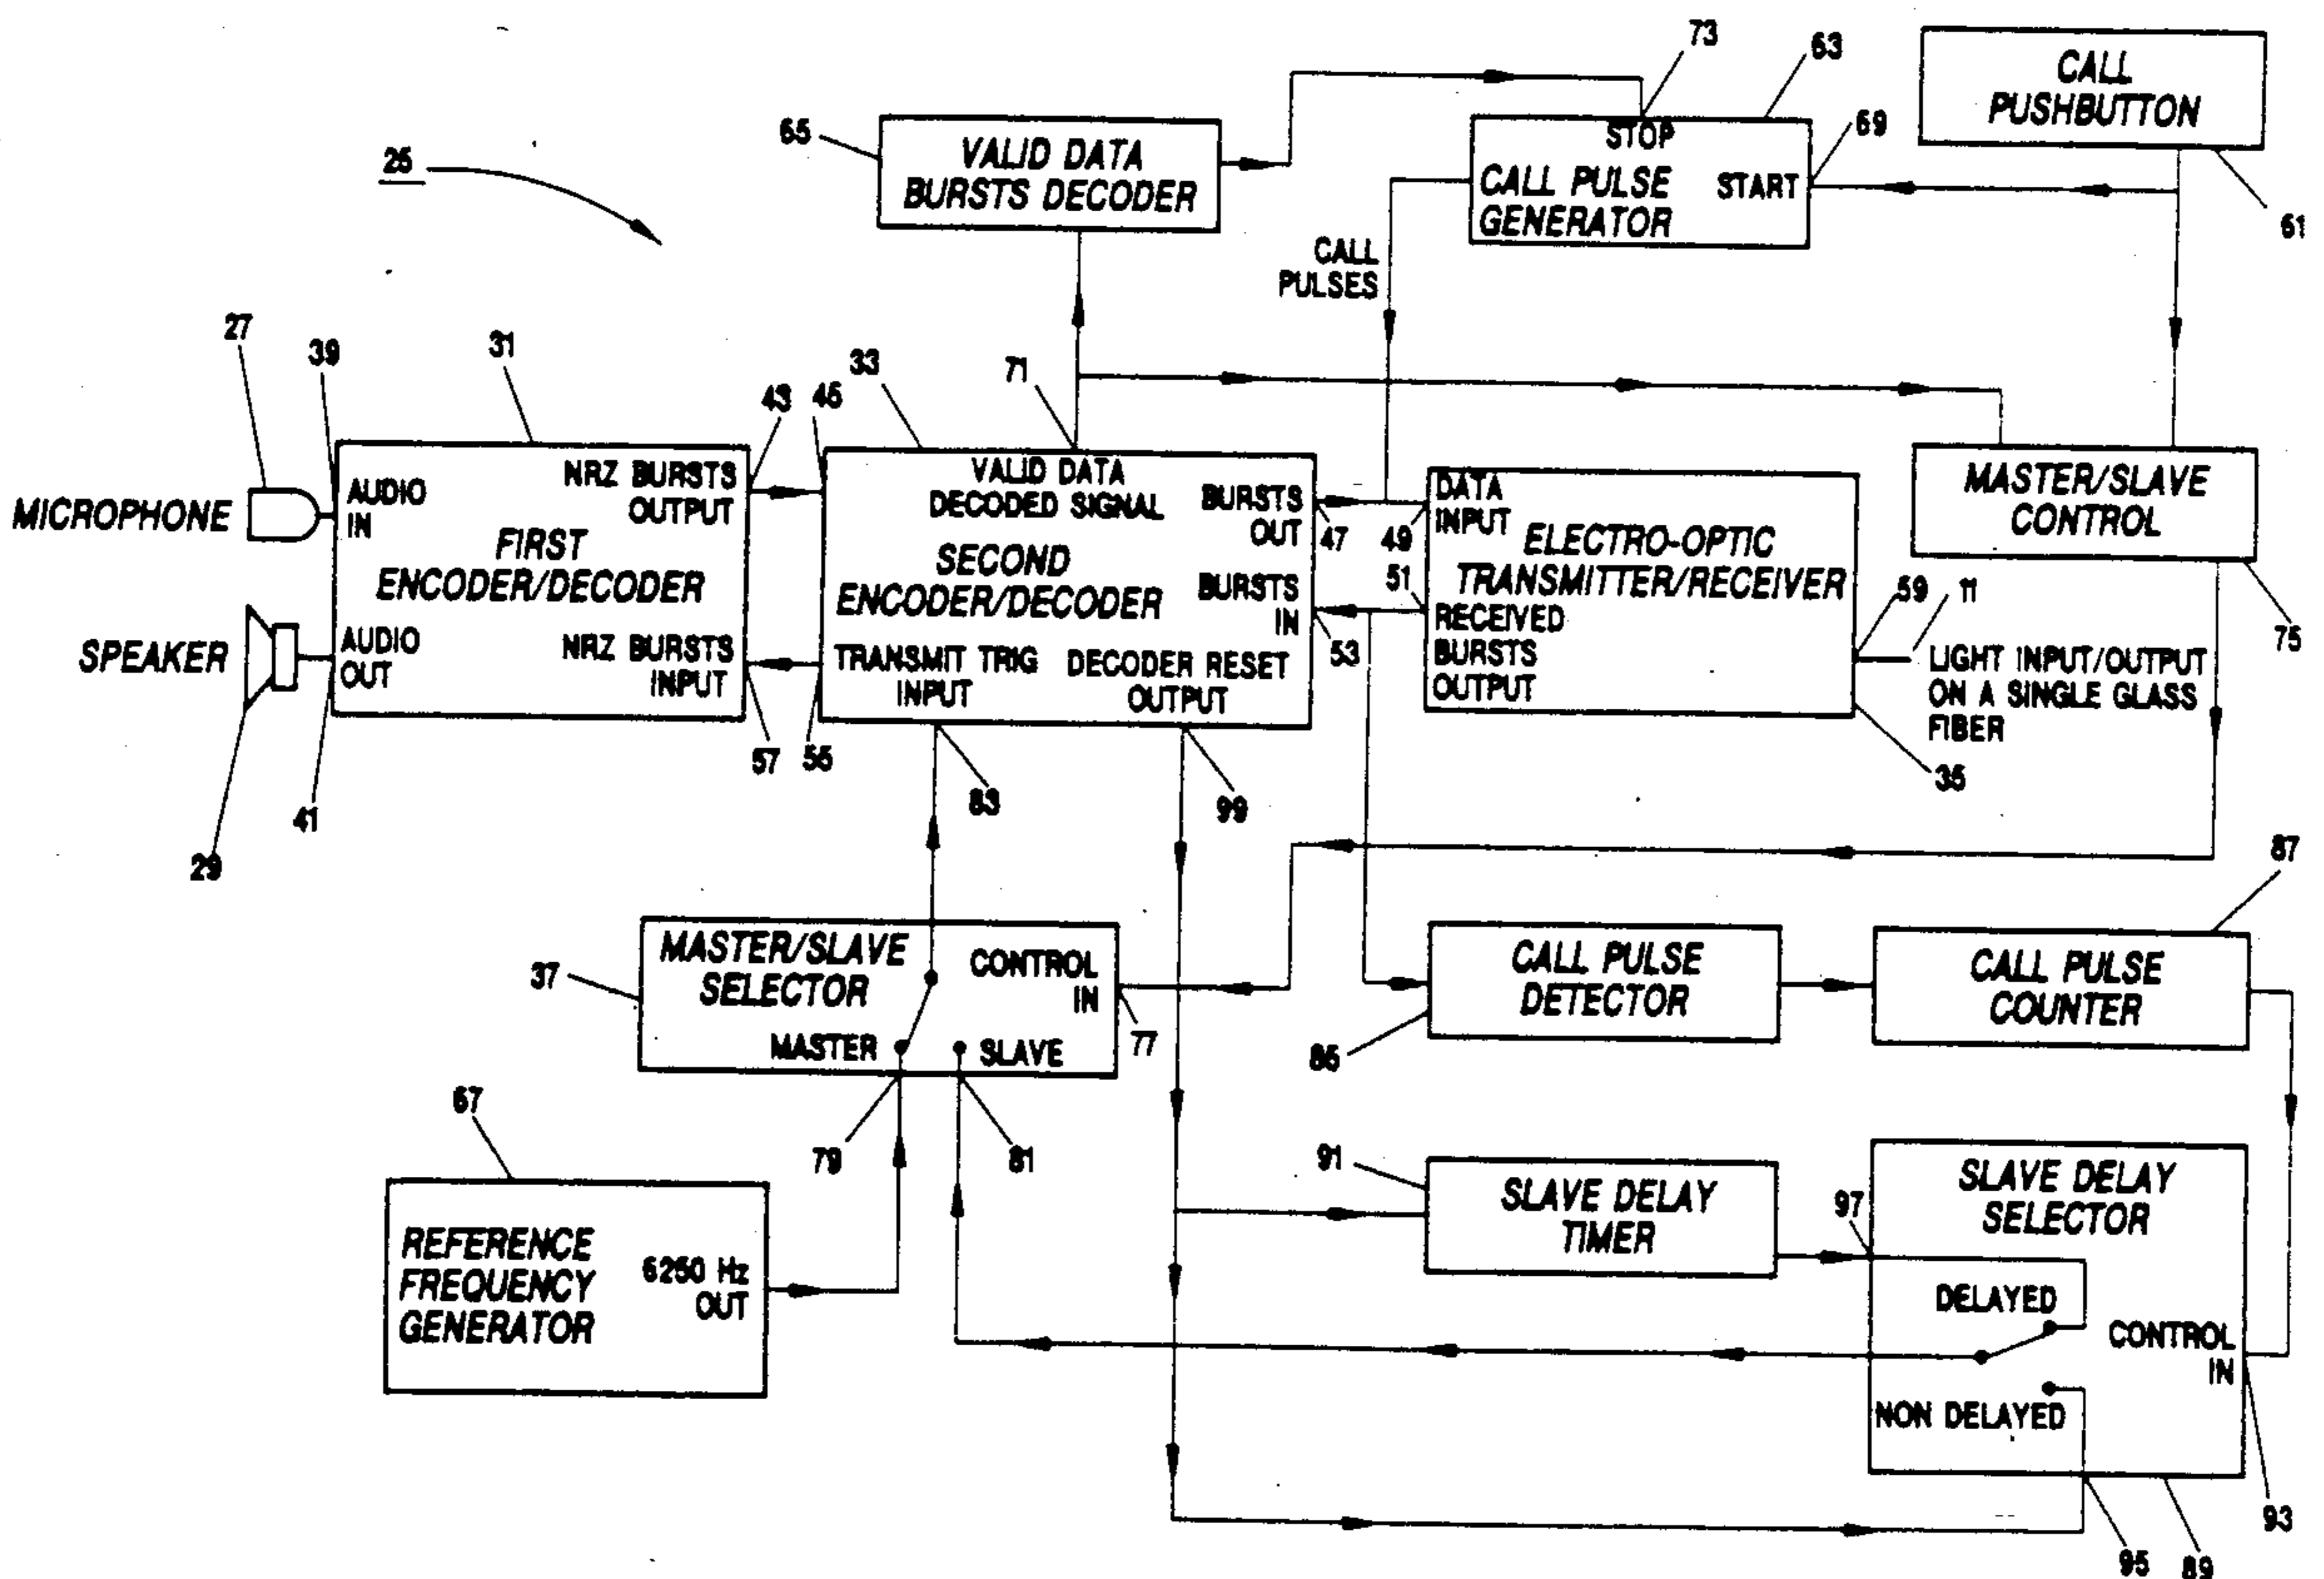 73
63
CALL
PUSHBUTTON
65
VALID DATA
BURSTS DECODER
STOP
CALL PULSE
GENERATOR
START
69
61
25
CALL
PULSES
27
39
31
43
45
33
71
MICROPHONE
AUDIO
IN
NRZ BURSTS
OUTPUT
FIRST
ENCODER/DECODER
SPEAKER
AUDIO
OUT
NRZ BURSTS
INPUT
VALID DATA
DECODED SIGNAL
BURSTS
OUT
SECOND
ENCODER/DECODER
BURSTS
IN
TRANSMIT TRIG
INPUT
DECODER RESET
OUTPUT
47
49
51
53
DATA
INPUT
ELECTRO-OPTIC
TRANSMITTER/RECEIVER
RECEIVED
BURSTS
OUTPUT
59
11
LIGHT INPUT/OUTPUT
ON A SINGLE GLASS
FIBER
35
MASTER/SLAVE
CONTROL
75
41
29
57
55
83
99
37
MASTER/SLAVE
SELECTOR
CONTROL
IN
MASTER
SLAVE
77
79
81
CALL PULSE
DETECTOR
85
CALL PULSE
COUNTER
87
67
REFERENCE
FREQUENCY
GENERATOR
6250 Hz
OUT
91
SLAVE DELAY
TIMER
97
SLAVE DELAY
SELECTOR
DELAYED
CONTROL
IN
NON DELAYED
93
95
89